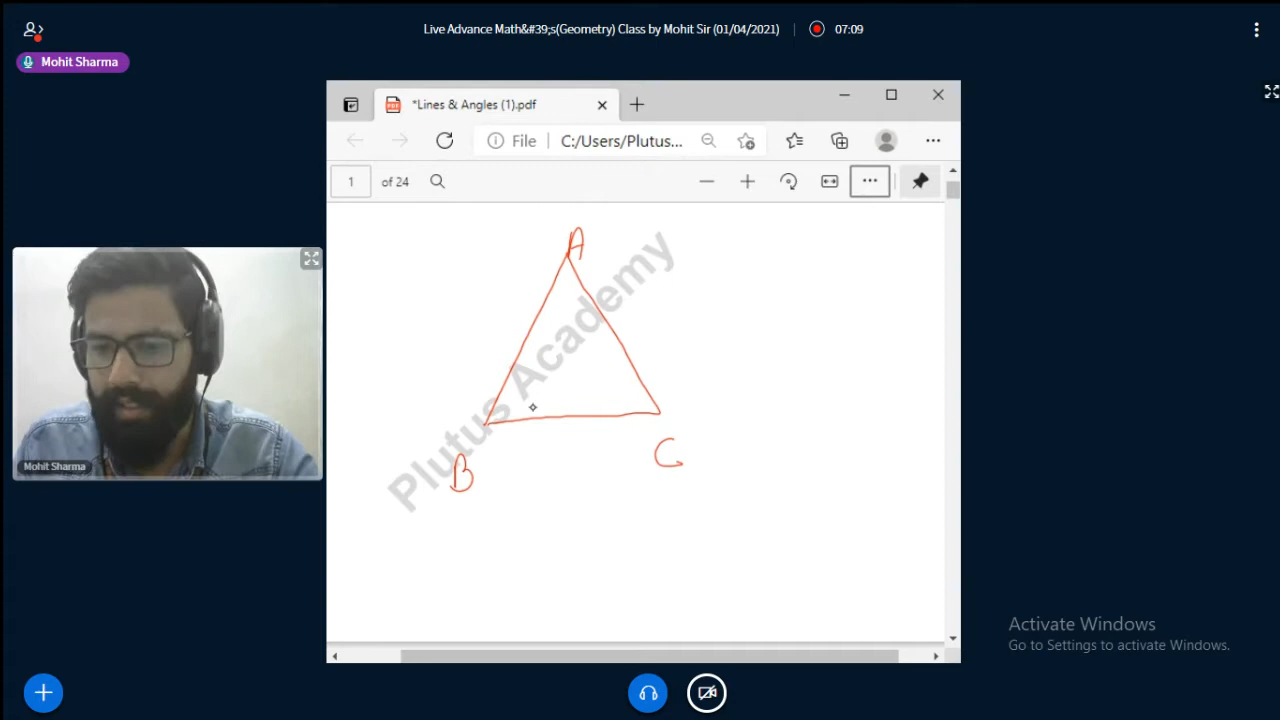 Live Advance Math&#39;s(Geometry) Class by Mohit Sir (01/04/2021)
07:09
Mohit Sharma
*Lines & Angles (1).pdf
File
C:/Users/Plutus...
1
of 24
A
Plutus Academy
B
C
Mohit Sharma
Activate Windows
Go to Settings to activate Windows.